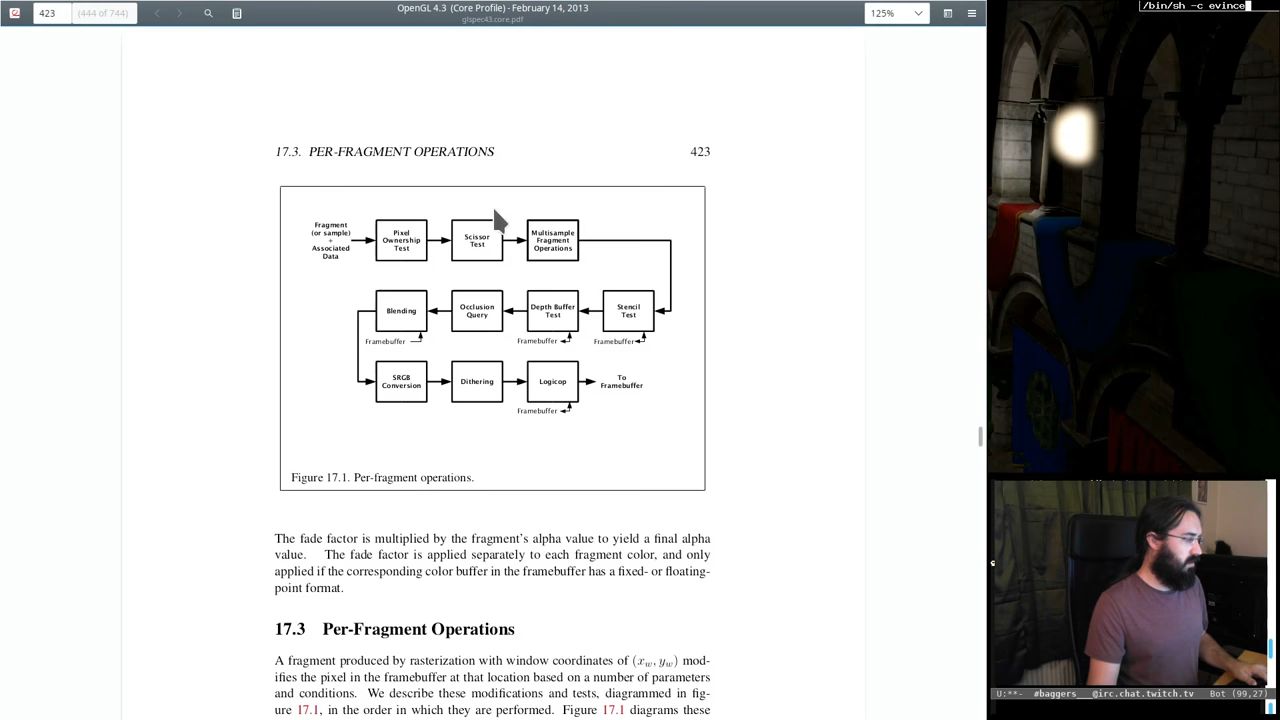 423
(444 of 744)
OpenGL 4.3 (Core Profile) - February 14, 2013
glspec43.core.pdf
125%
/bin/sh -c evince
17.3. PER-FRAGMENT OPERATIONS 423
Fragment
(or sample)
+
Associated
Data
Pixel
Ownership
Test
Scissor
Test
Multisample
Fragment
Operations
Blending
Occlusion
Query
Depth Buffer
Test
Stencil
Test
Framebuffer
Framebuffer
Framebuffer
SRGB
Conversion
Dithering
Logicop
To
Framebuffer
Framebuffer
Figure 17.1. Per-fragment operations.
The fade factor is multiplied by the fragment's alpha value to yield a final alpha
value. The fade factor is applied separately to each fragment color, and only
applied if the corresponding color buffer in the framebuffer has a fixed- or floating-
point format.
17.3 Per-Fragment Operations
A fragment produced by rasterization with window coordinates of (xw, yw) mod-
ifies the pixel in the framebuffer at that location based on a number of parameters
and conditions. We describe these modifications and tests, diagrammed in fig-
ure 17.1, in the order in which they are performed. Figure 17.1 diagrams these
U:**- #baggers__@irc.chat.twitch.tv Bot (99,27)